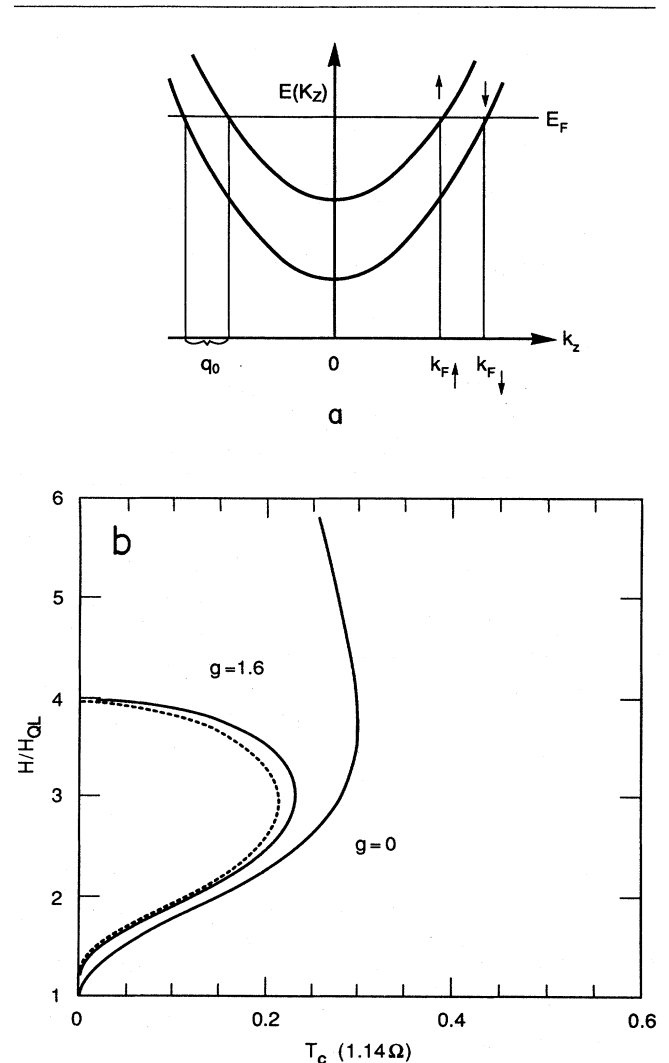 E(K_Z) ↑ ↓
E_F
k_z
q_0 0 k_F↑ k_F↓
a
6
b
5
g=1.6
4
H/H_QL
3
g=0
2
1
0 0.2 0.4 0.6
T_c (1.14Ω)